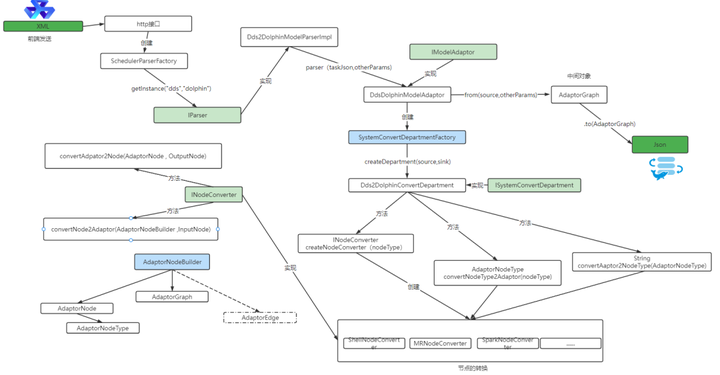 XML
前端发送
http接口
创建
SchedulerParserFactory
getinstance("dds","dolphin")
IParser
实现
Dds2DolphinModelParserImpl
parser（taskJson,otherParams)
IModelAdaptor
实现
DdsDolphinModelAdaptor
from(source,otherParams)
中间对象
AdaptorGraph
.to(AdaptorGraph)
Json
创建
SystemConvertDepartmentFactory
createDepartment(source,sink)
Dds2DolphinConvertDepartment
实现
ISystemConvertDepartment
convertAdpator2Node(AdaptorNode , OutputNode)
方法
INodeConverter
方法
convertNode2Adaptor(AdaptorNodeBuilder ,InputNode)
AdaptorNodeBuilder
AdaptorGraph
AdaptorNode
AdaptorNodeType
AdaptorEdge
实现
方法
方法
方法
INodeConverter
createNodeConverter（nodeType)
AdaptorNodeType
convertNodeType2Adaptor(nodeType)
String
convertAaptor2NodeType(AdaptorNodeType)
创建
ShellNodeConvert
er
MRNodeConverter
SparkNodeConve
rter
......
节点的转换